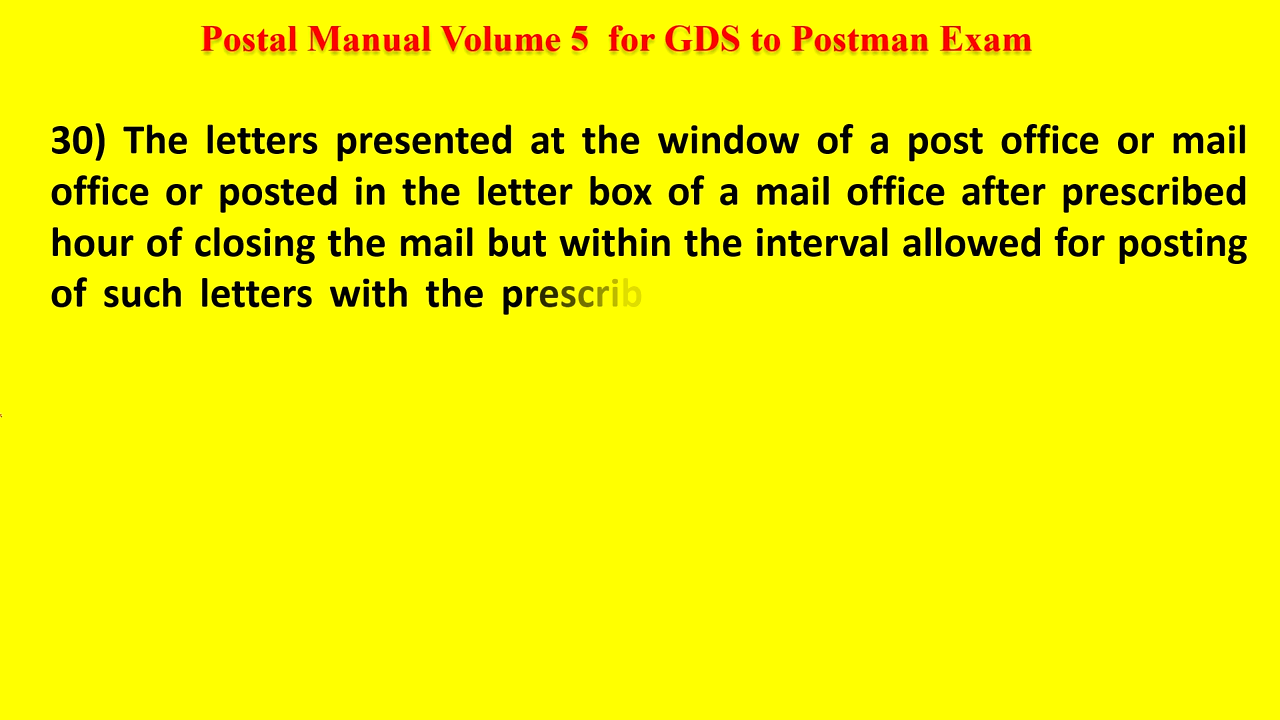 Postal Manual Volume 5 for GDS to Postman Exam
30) The letters presented at the window of a post office or mail
office or posted in the letter box of a mail office after prescribed
hour of closing the mail but within the interval allowed for posting
of such letters with the prescrib